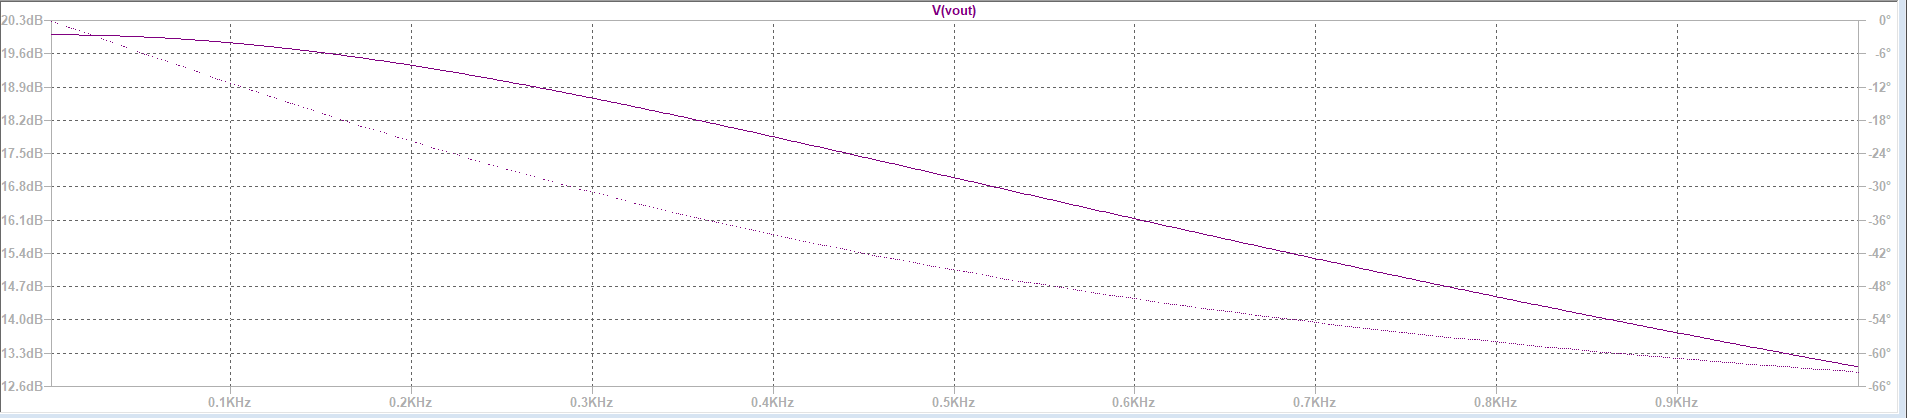 V(vout)
20.3dB 0°
19.6dB -6°
18.9dB -12°
18.2dB -18°
17.5dB -24°
16.8dB -30°
16.1dB -36°
15.4dB -42°
14.7dB -48°
14.0dB -54°
13.3dB -60°
12.6dB -66°
0.1KHz 0.2KHz 0.3KHz 0.4KHz 0.5KHz 0.6KHz 0.7KHz 0.8KHz 0.9KHz